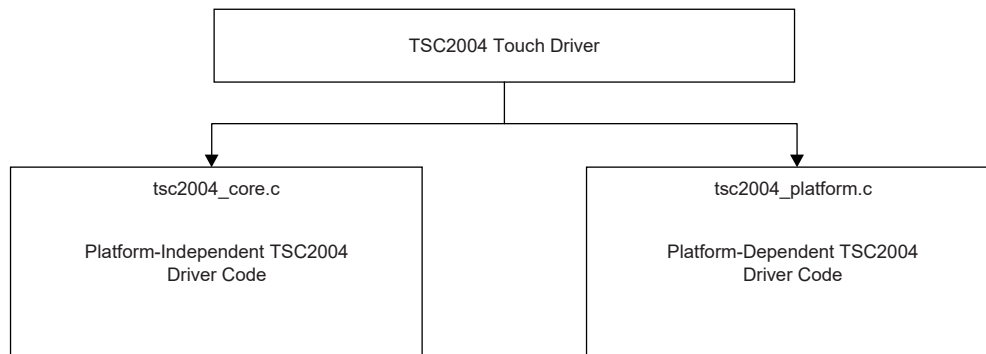 TSC2004 Touch Driver
tsc2004_core.c
Platform-Independent TSC2004
Driver Code
tsc2004_platform.c
Platform-Dependent TSC2004
Driver Code